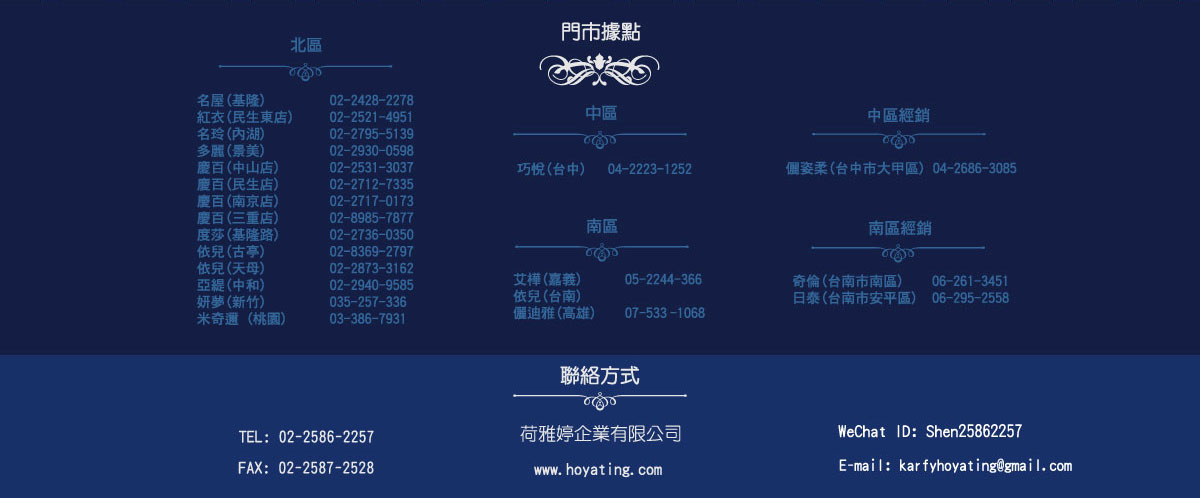 門市據點
北區
名屋(基隆) 02-2428-2278
紅衣(民生東店) 02-2521-4951
名玲(內湖) 02-2795-5139
多麗(景美) 02-2930-0598
慶百(中山店) 02-2531-3037
慶百(民生店) 02-2712-7335
慶百(南京店) 02-2717-0173
慶百(三重店) 02-8985-7877
度莎(基隆路) 02-2736-0350
依兒(古亭) 02-8369-2797
依兒(天母) 02-2873-3162
亞緹(中和) 02-2940-9585
妍夢(新竹) 035-257-336
米奇邇 (桃園) 03-386-7931
中區
巧悅(台中) 04-2223-1252
中區經銷
儷姿柔(台中市大甲區) 04-2686-3085
南區
艾樺(嘉義) 05-2244-366
依兒(台南)
儷迪雅(高雄) 07-533-1068
南區經銷
奇倫(台南市南區) 06-261-3451
日泰(台南市安平區) 06-295-2558
聯絡方式
TEL: 02-2586-2257
FAX: 02-2587-2528
荷雅婷企業有限公司
www.hoyating.com
WeChat ID: Shen25862257
E-mail: karfyhoyating@gmail.com